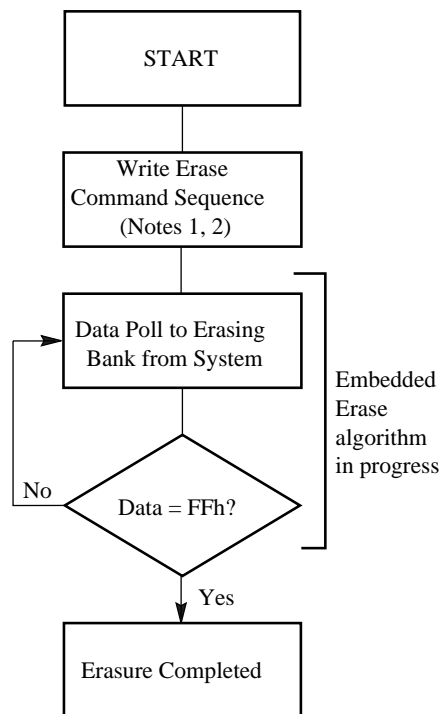 START
Write Erase
Command Sequence
(Notes 1, 2)
Data Poll to Erasing
Bank from System
Embedded
Erase
algorithm
in progress
No
Data = FFh?
Yes
Erasure Completed